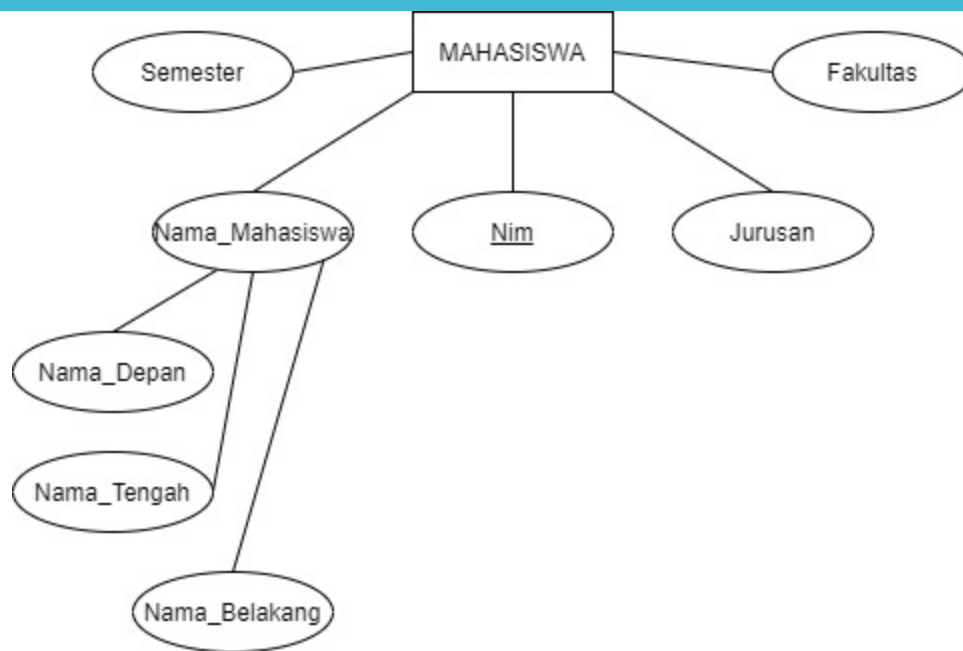 MAHASISWA
Semester
Fakultas
Nama_Mahasiswa
Nim
Jurusan
Nama_Depan
Nama_Tengah
Nama_Belakang